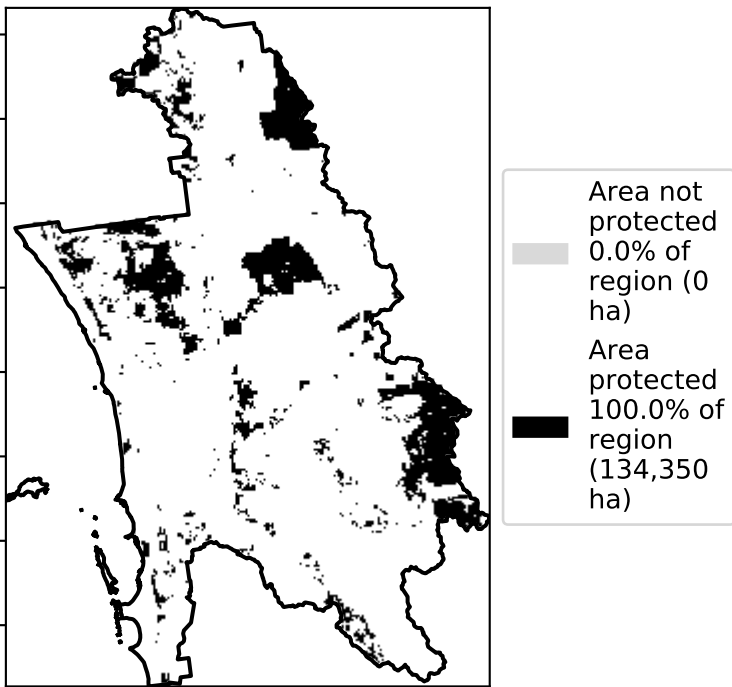 Area not
protected
0.0% of
region (0
ha)
Area
protected
100.0% of
region
(134,350
ha)